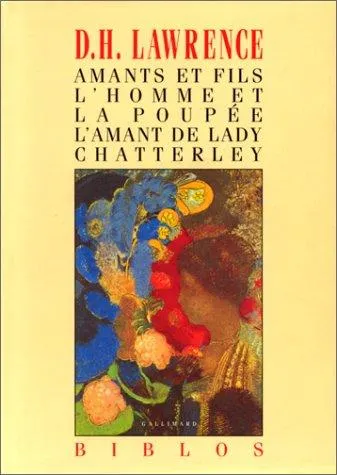 D.H. LAWRENCE
AMANTS ET FILS
L'HOMME ET
LA POUPÉE
L'AMANT DE LADY
CHATTERLEY
GALLIMARD
BIBLOS